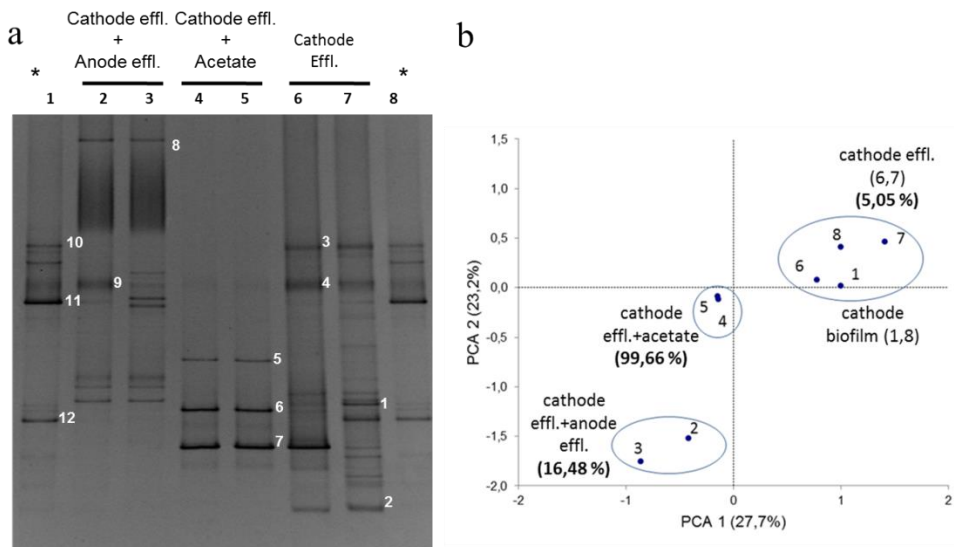 a
Cathode effl. Cathode effl.
+ +
Anode effl. Acetate
Cathode
Effl.
* *
1 2 3 4 5 6 7 8
8
10
3
9
4
11
5
6
1
12
7
2
b
1,5
1,0
0,5
0,0
-0,5
-1,0
-1,5
-2,0
-2 -1 0 1 2
PCA 2 (23,2%)
PCA 1 (27,7%)
cathode effl.
(6,7)
(5,05 %)
8
7
6
1
cathode
biofilm (1,8)
cathode
effl.+acetate
(99,66 %)
5
4
cathode
effl.+anode
effl.
(16,48 %)
2
3